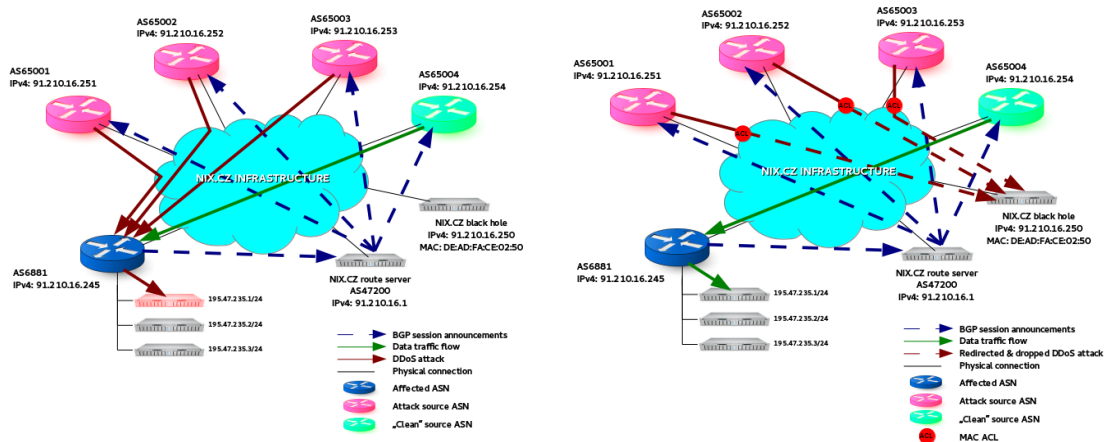 AS65002
IPv4: 91.210.16.252
AS65003
IPv4: 91.210.16.253
AS65001
IPv4: 91.210.16.251
AS65004
IPv4: 91.210.16.254
NIX.CZ INFRASTRUCTURE
NIX.CZ black hole
IPv4: 91.210.16.250
MAC: DE:AD:FA:CE:02:50
AS6881
IPv4: 91.210.16.245
NIX.CZ route server
AS47200
IPv4: 91.210.16.1
195.47.235.1/24
195.47.235.2/24
195.47.235.3/24
BGP session announcements
Data traffic flow
DDoS attack
Physical connection
Affected ASN
Attack source ASN
„Clean“ source ASN
AS65002
IPv4: 91.210.16.252
AS65003
IPv4: 91.210.16.253
AS65001
IPv4: 91.210.16.251
AS65004
IPv4: 91.210.16.254
ACL
ACL
ACL
NIX.CZ INFRASTRUCTURE
NIX.CZ black hole
IPv4: 91.210.16.250
MAC: DE:AD:FA:CE:02:50
AS6881
IPv4: 91.210.16.245
NIX.CZ route server
AS47200
IPv4: 91.210.16.1
195.47.235.1/24
195.47.235.2/24
195.47.235.3/24
BGP session announcements
Data traffic flow
Redirected & dropped DDoS attack
Physical connection
Affected ASN
Attack source ASN
„Clean“ source ASN
ACL MAC ACL